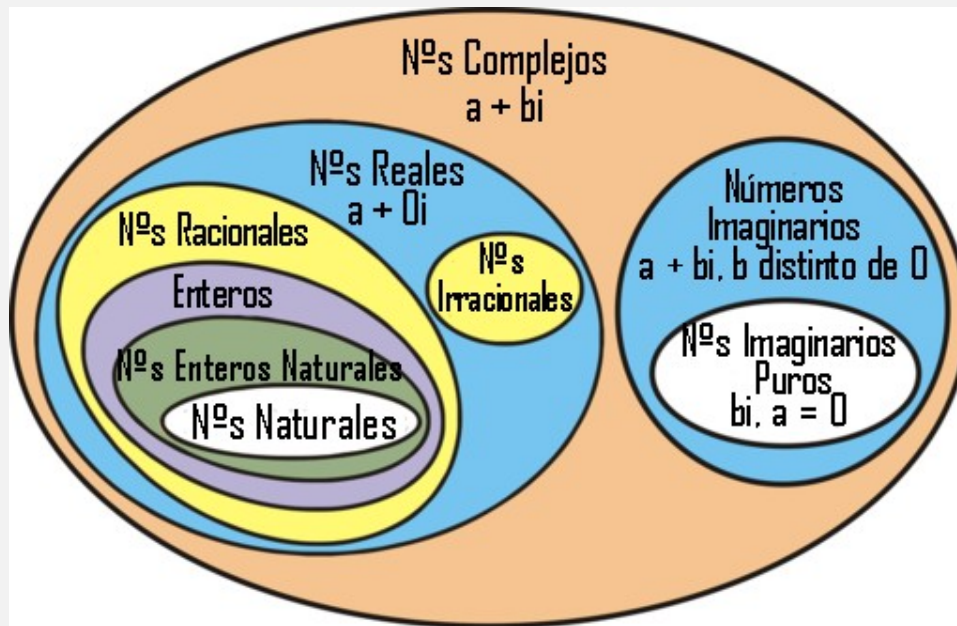 Nºs Complejos
a + bi
Nºs Reales
a + 0i
Nºs Racionales
Nºs
Irracionales
Enteros
Nºs Enteros Naturales
Nºs Naturales
Números
Imaginarios
a + bi, b distinto de 0
Nºs Imaginarios
Puros
bi, a = 0